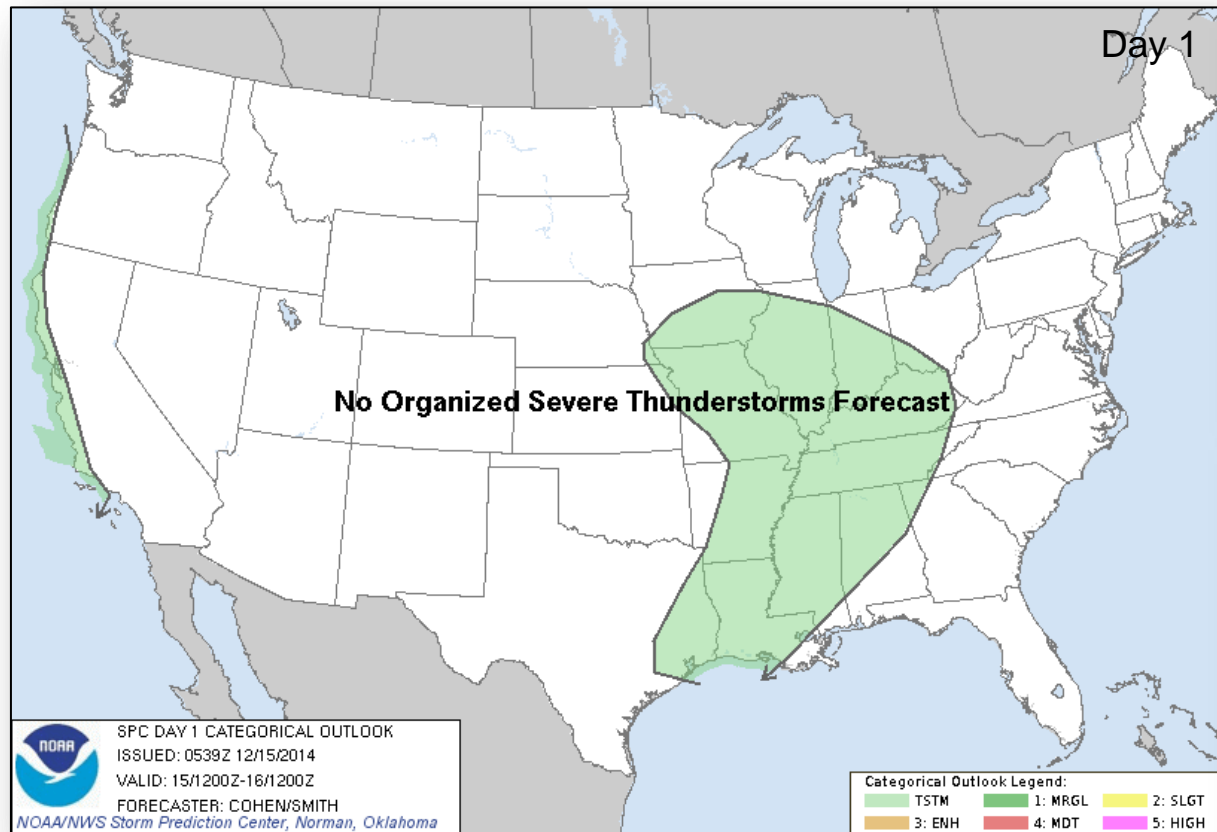 Day 1
No Organized Severe Thunderstorms Forecast
NOAA
SPC DAY 1 CATEGORICAL OUTLOOK
ISSUED: 0539Z 12/15/2014
VALID: 15/1200Z-16/1200Z
FORECASTER: COHEN/SMITH
NOAA/NWS Storm Prediction Center, Norman, Oklahoma
Categorical Outlook Legend:
TSTM 1: MRGL 2: SLGT
3: ENH 4: MDT 5: HIGH